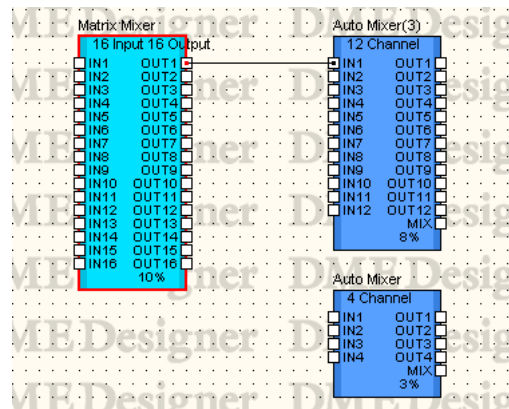 Matrix Mixer
16 Input 16 Output
IN1 OUT1
IN2 OUT2
IN3 OUT3
IN4 OUT4
IN5 OUT5
IN6 OUT6
IN7 OUT7
IN8 OUT8
IN9 OUT9
IN10 OUT10
IN11 OUT11
IN12 OUT12
IN13 OUT13
IN14 OUT14
IN15 OUT15
IN16 OUT16
10%
Auto Mixer(3)
12 Channel
IN1 OUT1
IN2 OUT2
IN3 OUT3
IN4 OUT4
IN5 OUT5
IN6 OUT6
IN7 OUT7
IN8 OUT8
IN9 OUT9
IN10 OUT10
IN11 OUT11
IN12 OUT12
MIX
8%
Auto Mixer
4 Channel
IN1 OUT1
IN2 OUT2
IN3 OUT3
IN4 OUT4
MIX
3%
DME Designer